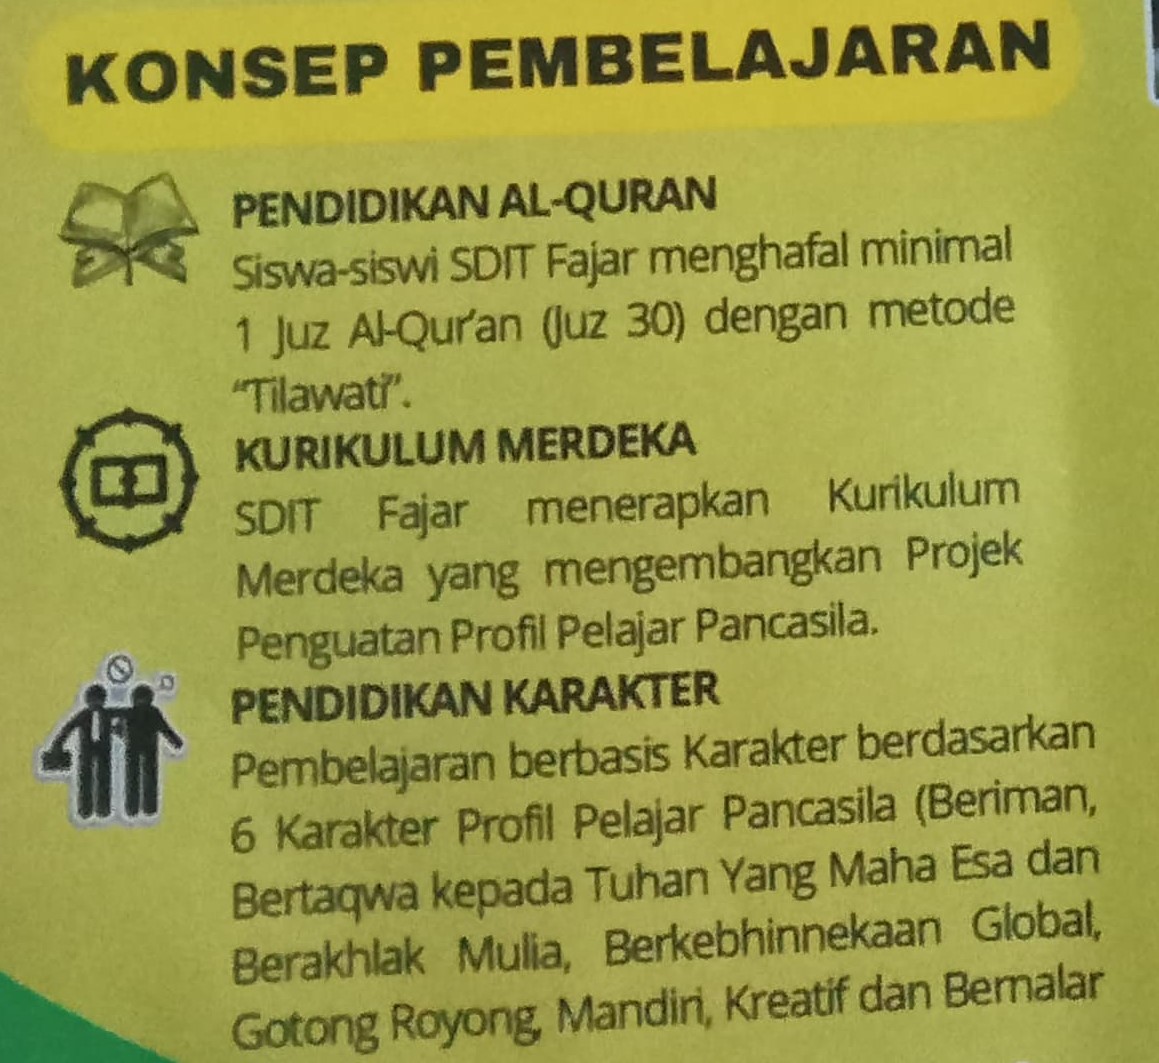 KONSEP PEMBELAJARAN
PENDIDIKAN AL-QURAN
Siswa-siswi SDIT Fajar menghafal minimal
1 Juz Al-Qur'an (Juz 30) dengan metode
"Tilawati".
KURIKULUM MERDEKA
SDIT Fajar menerapkan Kurikulum
Merdeka yang mengembangkan Projek
Penguatan Profil Pelajar Pancasila.
PENDIDIKAN KARAKTER
Pembelajaran berbasis Karakter berdasarkan
6 Karakter Profil Pelajar Pancasila (Beriman,
Bertaqwa kepada Tuhan Yang Maha Esa dan
Berakhlak Mulia, Berkebhinnekaan Global,
Gotong Royong, Mandiri, Kreatif dan Bernalar